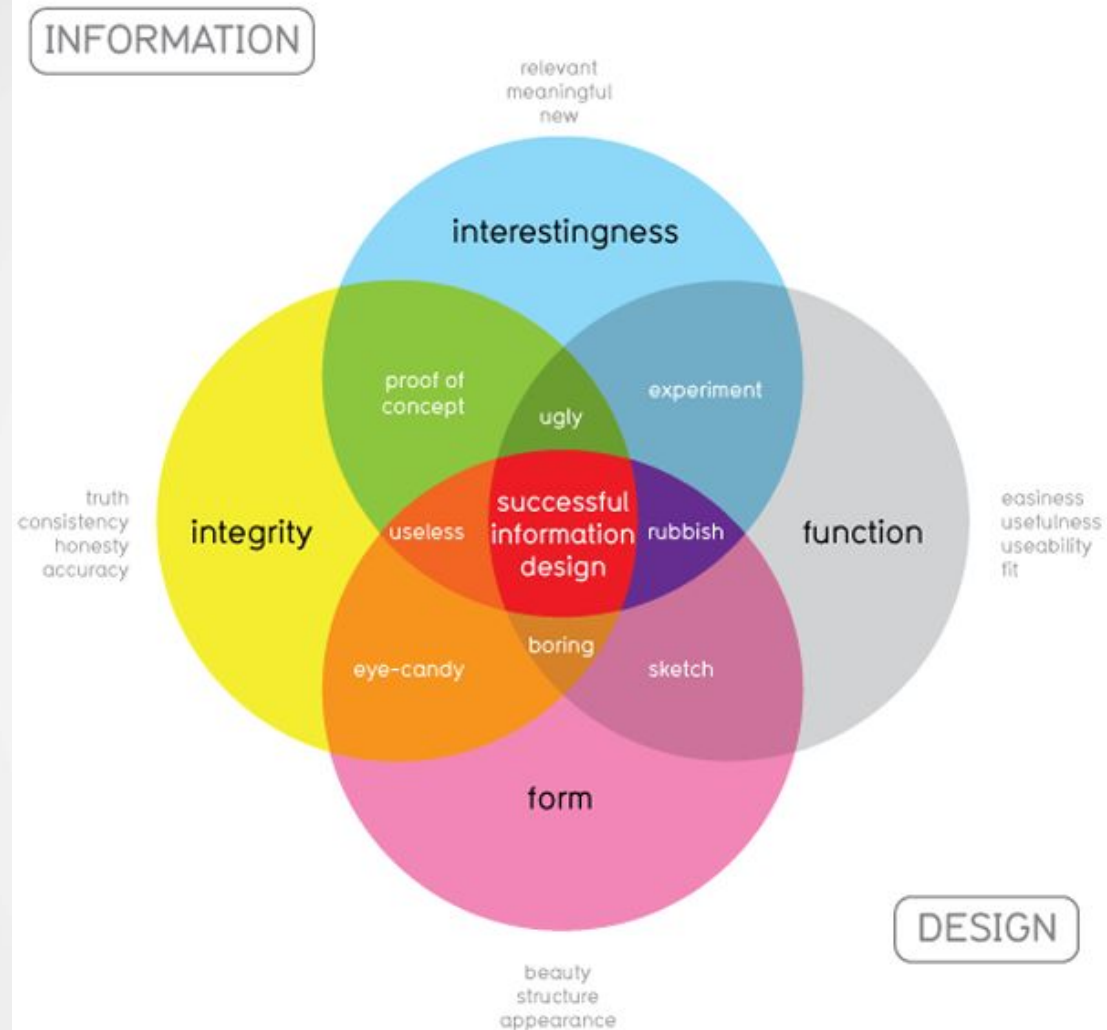 INFORMATION
relevant
meaningful
new
interestingness
proof of
concept
ugly
experiment
truth
consistency
honesty
accuracy
integrity
useless
successful
information
design
rubbish
function
easiness
usefulness
useability
fit
boring
eye-candy
sketch
form
DESIGN
beauty
structure
appearance